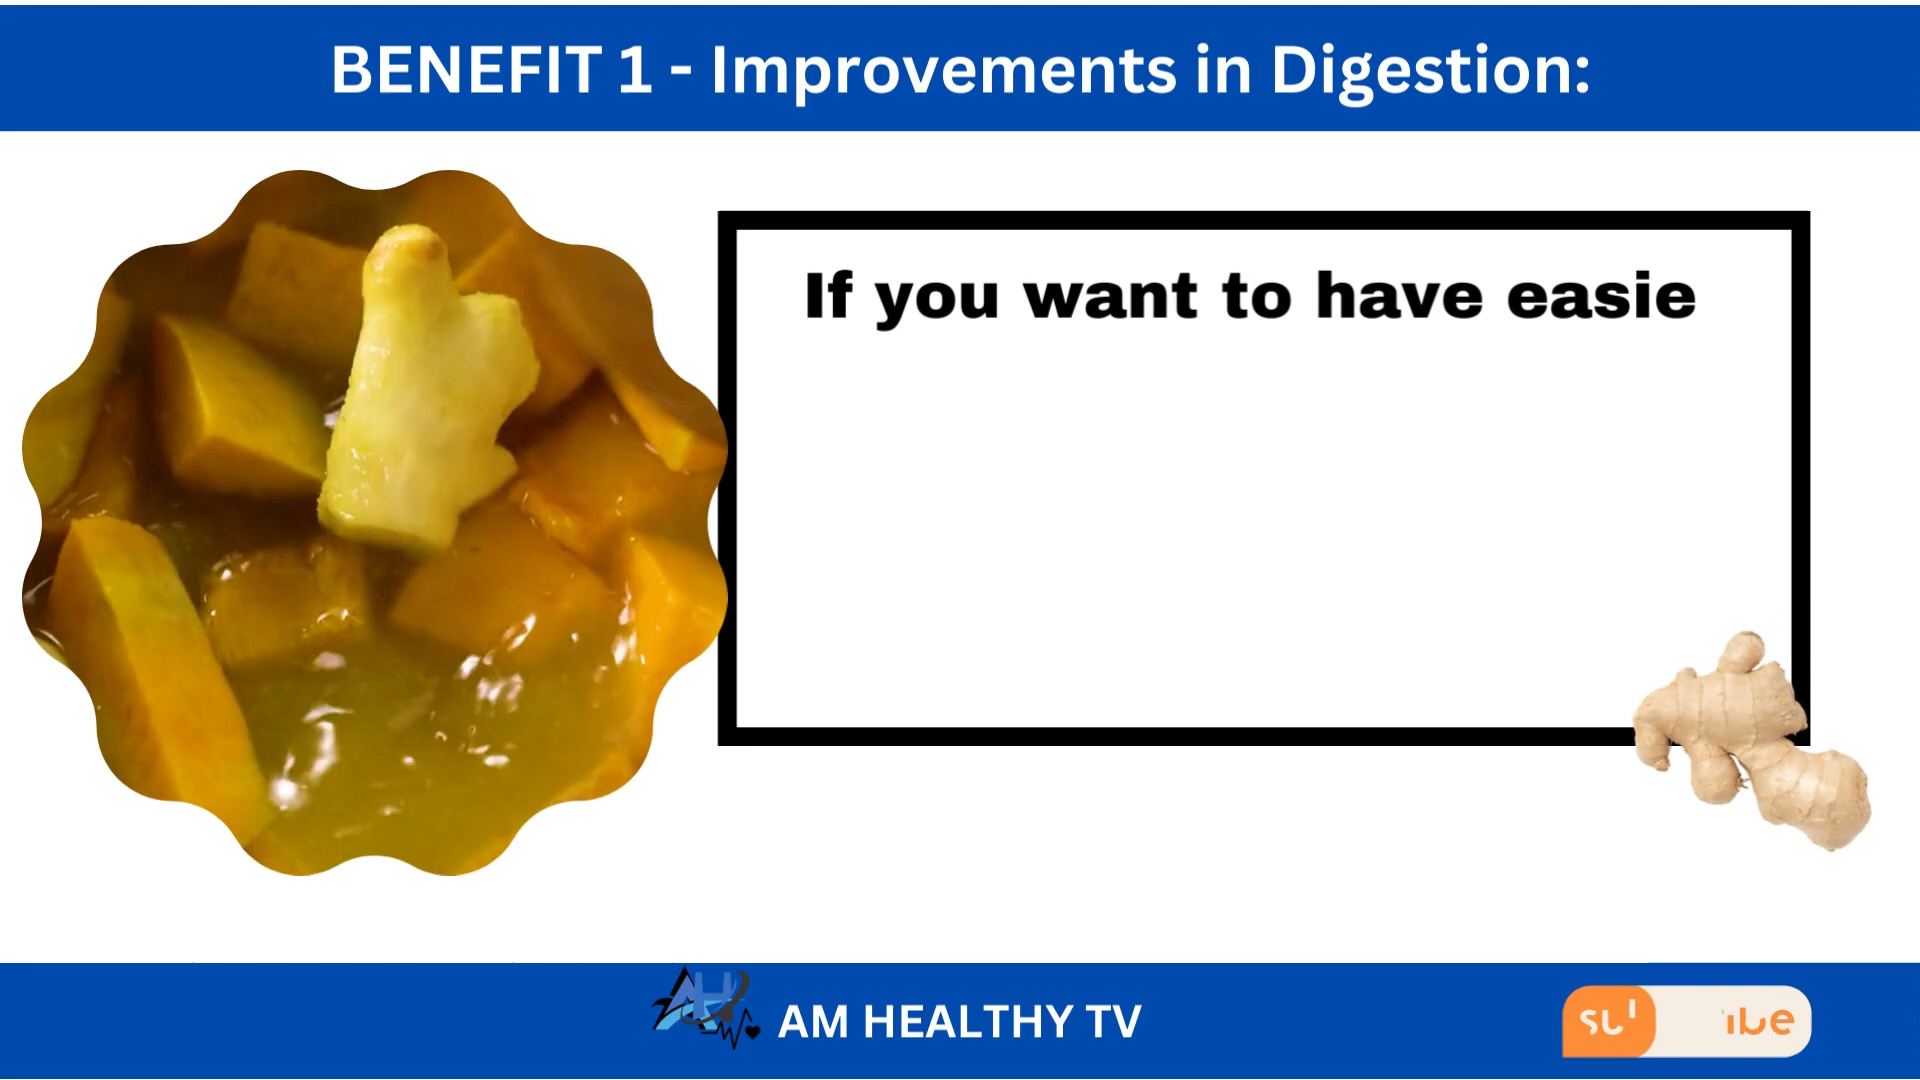 BENEFIT 1 - Improvements in Digestion:
If you want to have easie
AM HEALTHY TV